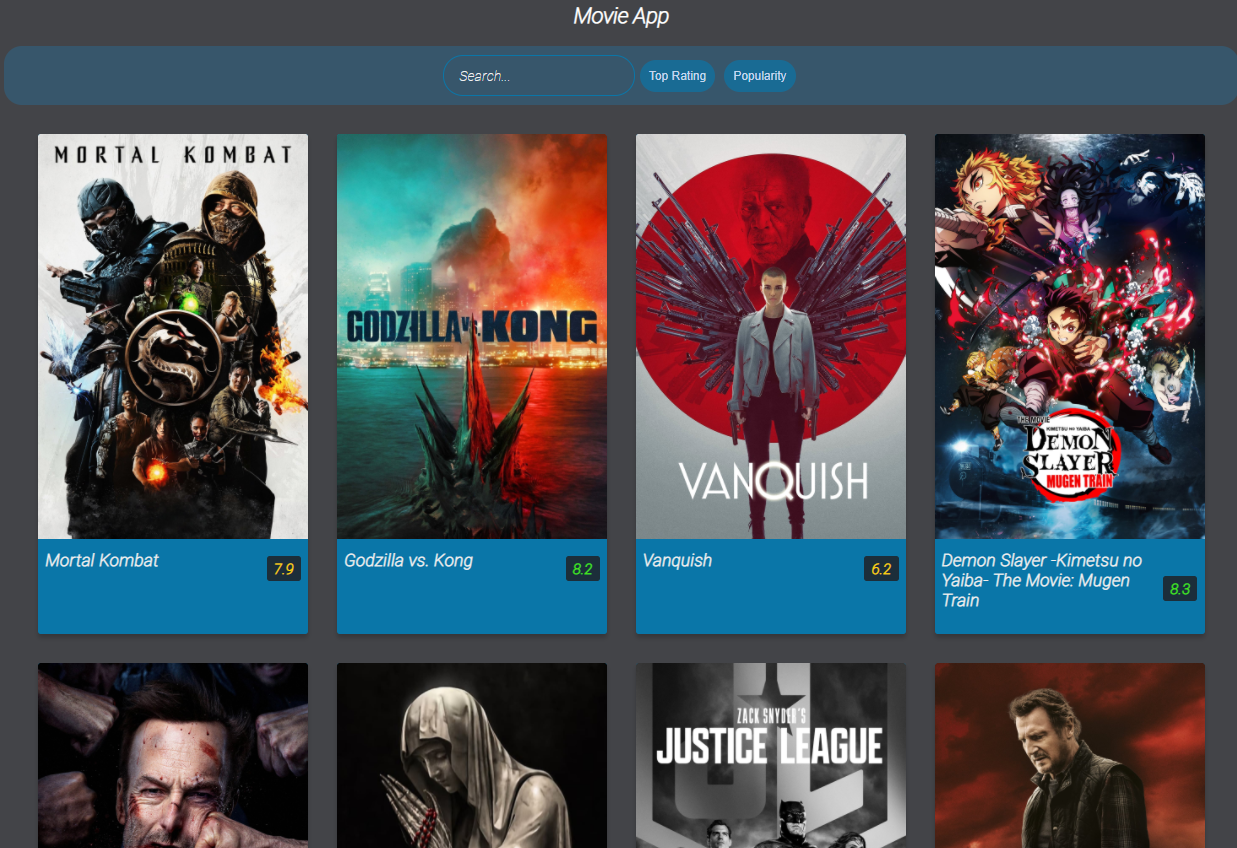 Movie App
Search...
Top Rating
Popularity
MORTAL KOMBAT
GODZILLA vs. KONG
VANQUISH
THE MOVIE
KIMETSU NO YAIBA
DEMON
SLAYER
MUGEN TRAIN
Mortal Kombat
7.9
Godzilla vs. Kong
8.2
Vanquish
6.2
Demon Slayer -Kimetsu no
Yaiba- The Movie: Mugen
Train
8.3
ZACK SNYDER'S
JUSTICE LEAGUE